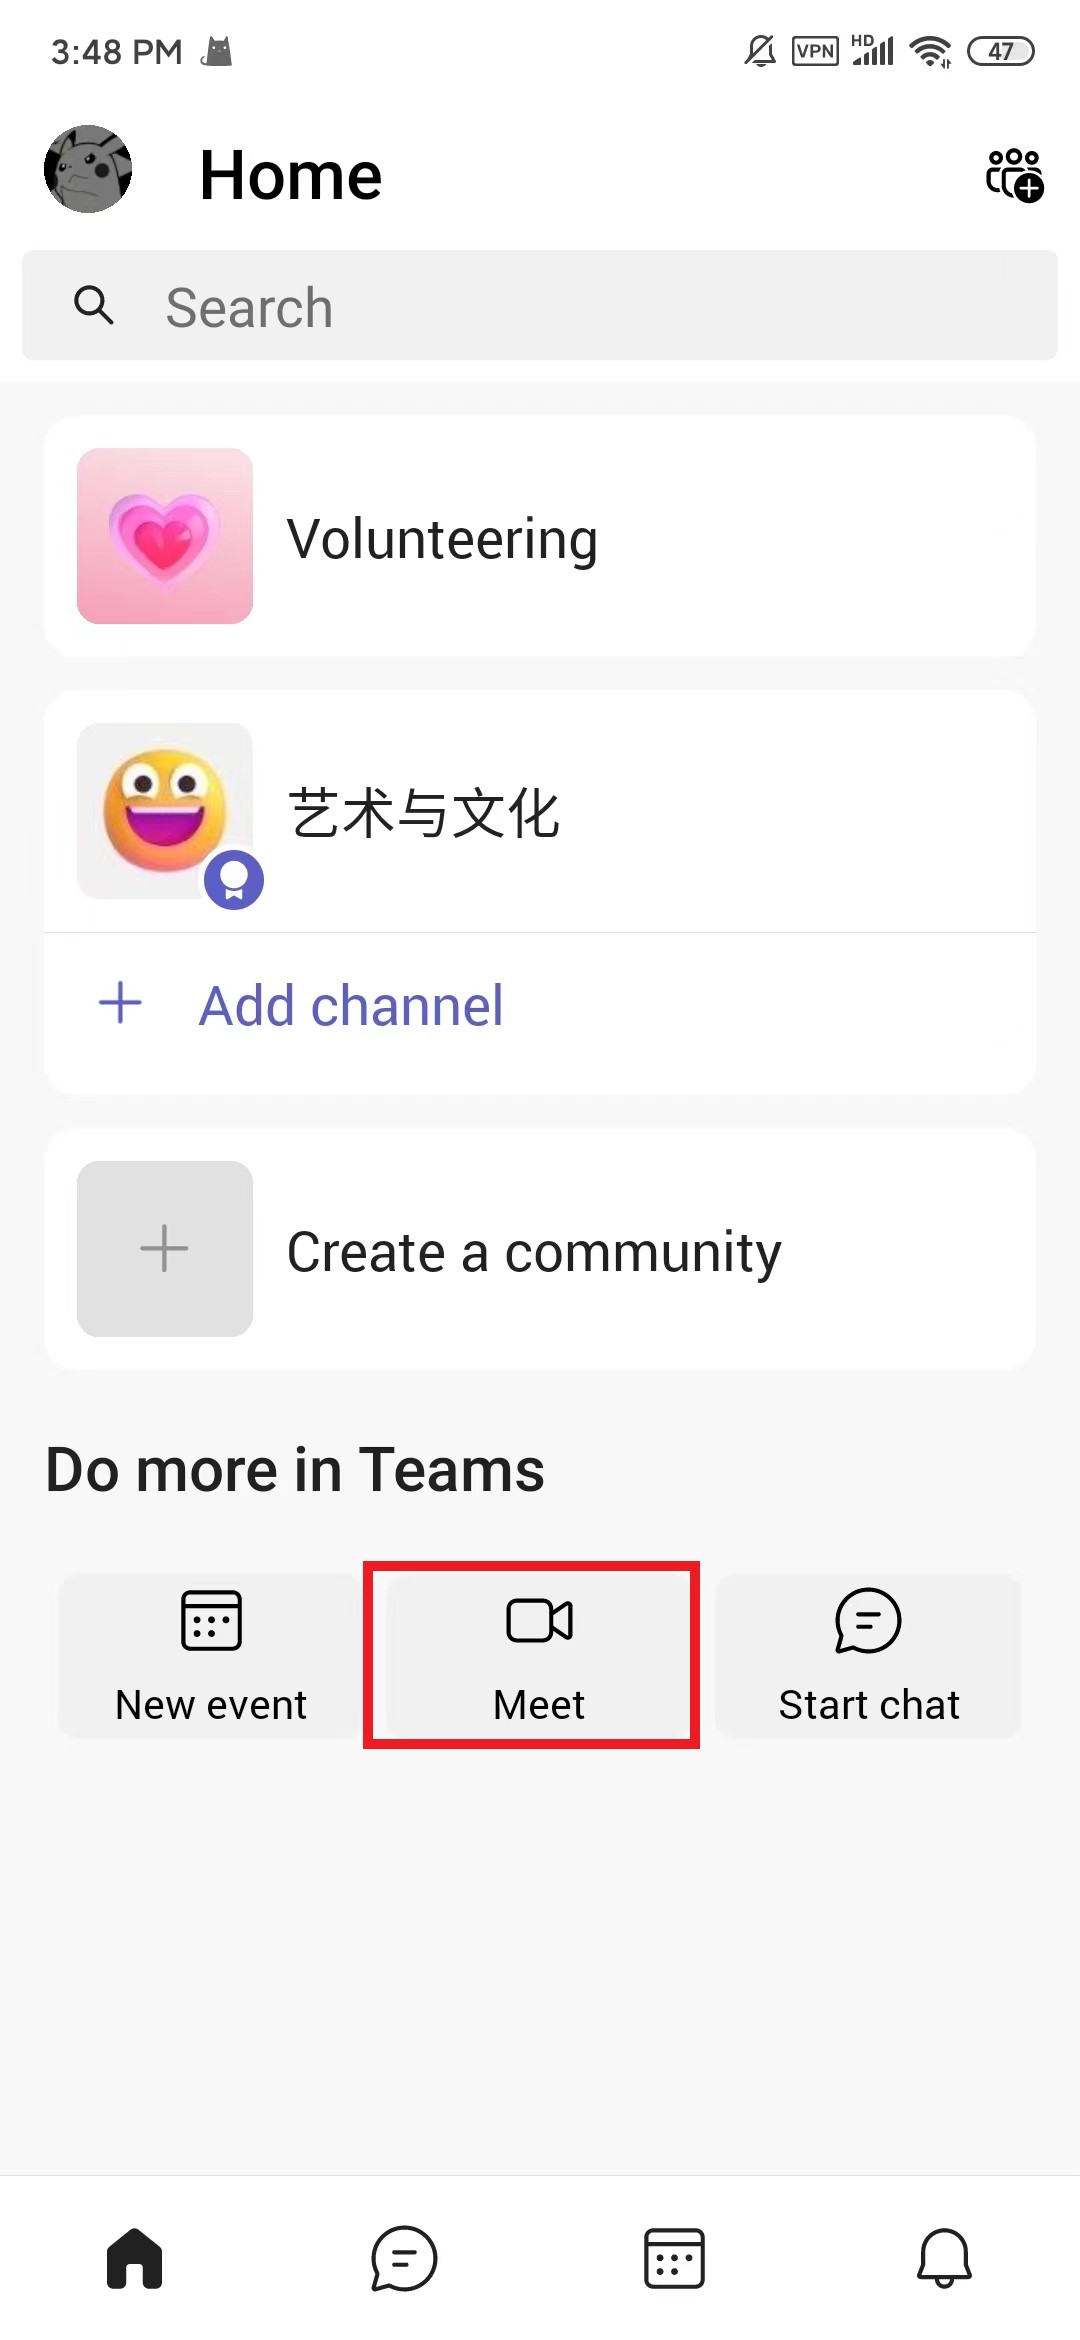 3:48 PM
VPN
HD
47
Home
Search
Volunteering
艺术与文化
Add channel
Create a community
Do more in Teams
New event
Meet
Start chat